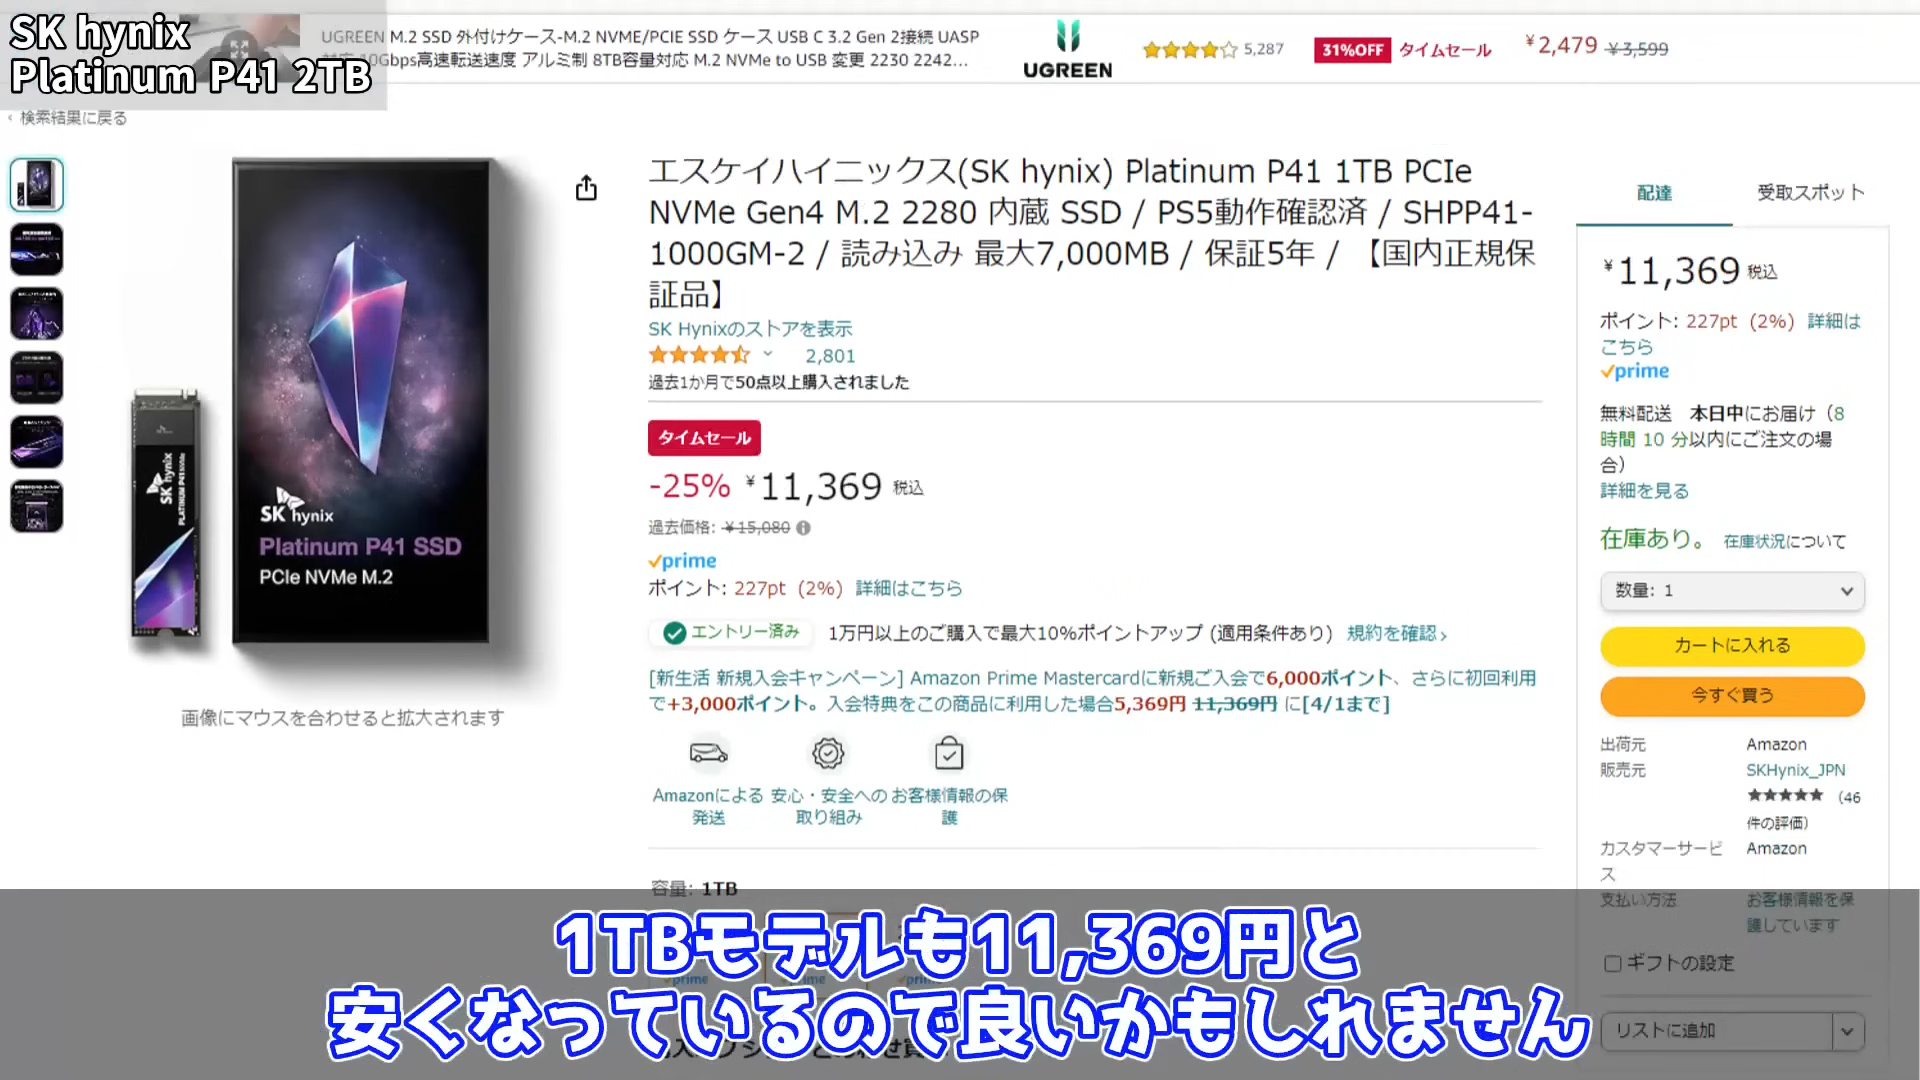 SK hynix
Platinum P41 2TB
UGREEN M.2 SSD 外付けケース-M.2 NVME/PCIE SSD ケース USB C 3.2 Gen 2接続 UASP
10Gbps高速転送速度 アルミ制 8TB容量対応 M.2 NVMe to USB 変更 2230 2242...
UGREEN
5,287
31%OFF タイムセール
¥2,479 ¥3,599
‹ 検索結果に戻る
エスケイハイニックス(SK hynix) Platinum P41 1TB PCIe
NVMe Gen4 M.2 2280 内蔵 SSD / PS5動作確認済 / SHPP41-
1000GM-2 / 読み込み 最大7,000MB / 保証5年 / 【国内正規保
証品】
SK Hynixのストアを表示
2,801
過去1か月で50点以上購入されました
タイムセール
-25% ¥11,369 税込
過去価格: ¥15,080
prime
ポイント: 227pt (2%) 詳細はこちら
エントリー済み 1万円以上のご購入で最大10%ポイントアップ (適用条件あり) 規約を確認›
[新生活 新規入会キャンペーン] Amazon Prime Mastercardに新規ご入会で6,000ポイント、さらに初回利用
で+3,000ポイント。入会特典をこの商品に利用した場合5,369円 11,369円 に[4/1まで]
Amazonによる
発送
安心・安全への
取り組み
お客様情報の保
護
容量: 1TB
SK hynix
PLATINUM P41 NVMe
SK hynix
Platinum P41 SSD
PCIe NVMe M.2
画像にマウスを合わせると拡大されます
配達
受取スポット
¥11,369 税込
ポイント: 227pt (2%) 詳細は
こちら
prime
無料配送 本日中にお届け（8
時間 10 分以内にご注文の場
合）
詳細を見る
在庫あり。 在庫状況について
数量: 1
カートに入れる
今すぐ買う
出荷元 Amazon
販売元 SKHynix_JPN
(46
件の評価)
カスタマーサービ
ス
Amazon
支払い方法
お客様情報を保
護しています
ギフトの設定
リストに追加
prime
prime
1TBモデルも11,369円と
安くなっているので良いかもしれません